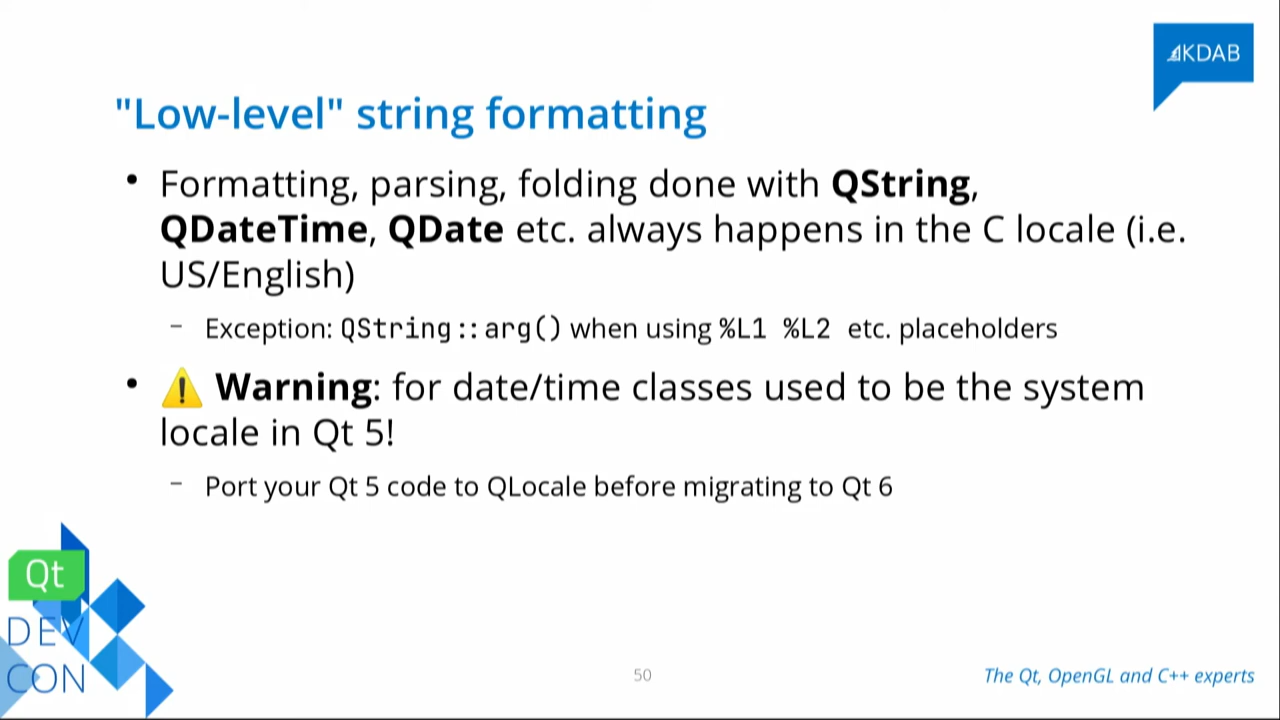 KDAB
"Low-level" string formatting
• Formatting, parsing, folding done with QString,
QDateTime, QDate etc. always happens in the C locale (i.e.
US/English)
– Exception: QString::arg() when using %L1 %L2 etc. placeholders
• ⚠️ Warning: for date/time classes used to be the system
locale in Qt 5!
– Port your Qt 5 code to QLocale before migrating to Qt 6
Qt
DEV
CON
50
The Qt, OpenGL and C++ experts